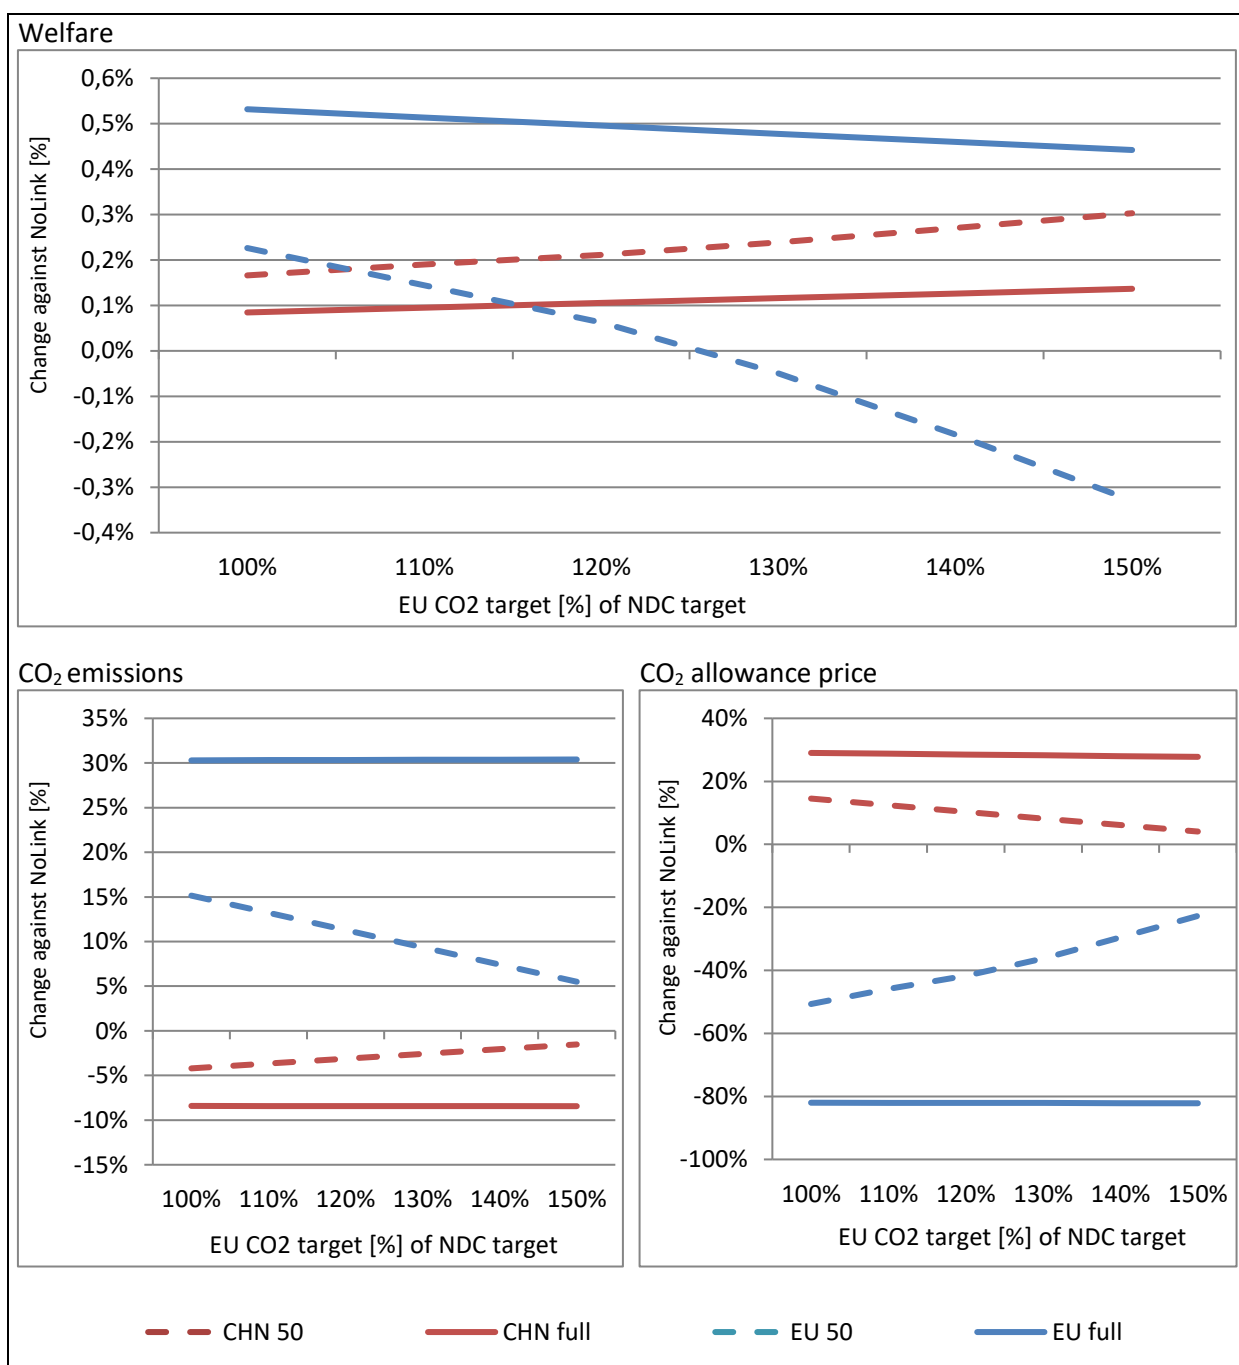 Welfare
Change against NoLink [%]
0,6%
0,5%
0,4%
0,3%
0,2%
0,1%
0,0%
-0,1%
-0,2%
-0,3%
-0,4%
100% 110% 120% 130% 140% 150%
EU CO2 target [%] of NDC target
CO₂ emissions
Change against NoLink [%]
35%
30%
25%
20%
15%
10%
5%
0%
-5%
-10%
-15%
100% 110% 120% 130% 140% 150%
EU CO2 target [%] of NDC target
CO₂ allowance price
Change against NoLink [%]
40%
20%
0%
-20%
-40%
-60%
-80%
-100%
100% 110% 120% 130% 140% 150%
EU CO2 target [%] of NDC target
CHN 50 CHN full EU 50 EU full